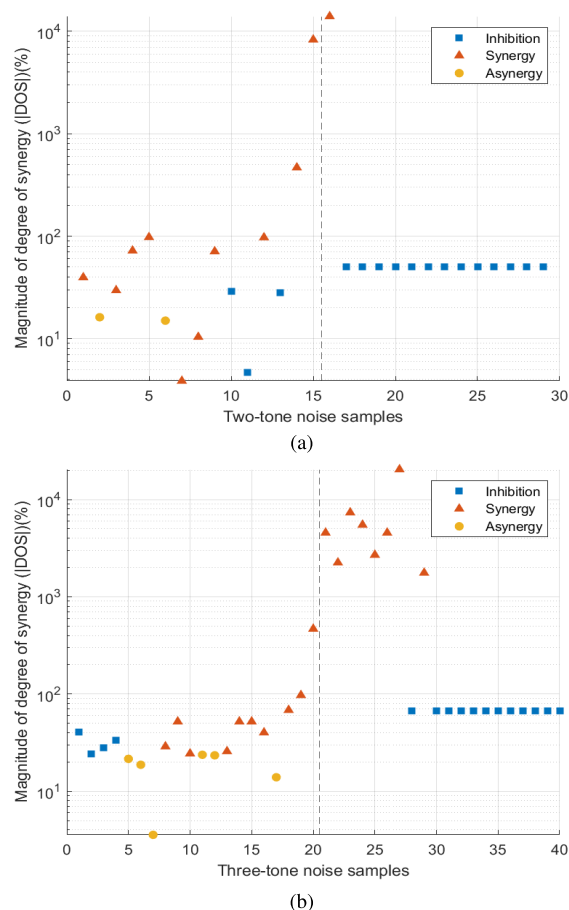 10^4
10^3
10^2
10^1
Magnitude of degree of synergy (|DOS|)(%)
Inhibition
Synergy
Asynergy
0 5 10 15 20 25 30
Two-tone noise samples
(a)
10^4
10^3
10^2
10^1
Magnitude of degree of synergy (|DOS|)(%)
Inhibition
Synergy
Asynergy
0 5 10 15 20 25 30 35 40
Three-tone noise samples
(b)